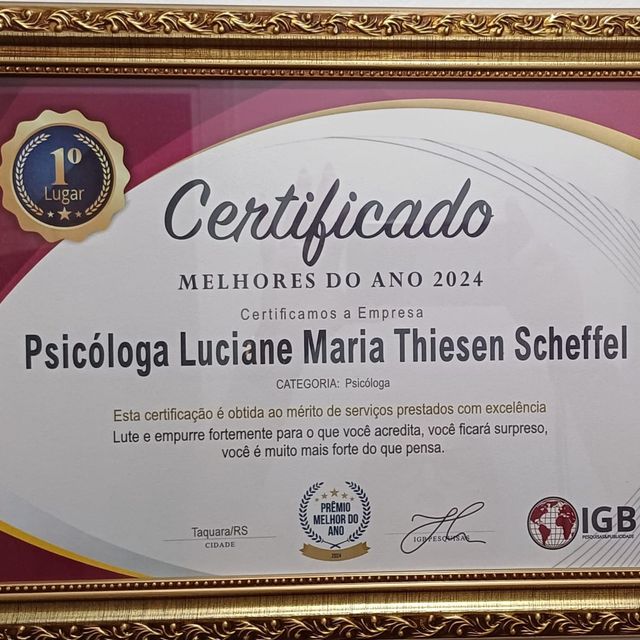 1º
Lugar
Certificado
MELHORES DO ANO 2024
Certificamos a Empresa
Psicóloga Luciane Maria Thiesen Scheffel
CATEGORIA: Psicóloga
Esta certificação é obtida ao mérito de serviços prestados com excelência
Lute e empurre fortemente para o que você acredita, você ficará surpreso,
você é muito mais forte do que pensa.
Taquara/RS
CIDADE
PRÊMIO
MELHOR DO
ANO
2024
IGB PESQUISAS
IGB
PESQUISAS&PUBLICIDADE